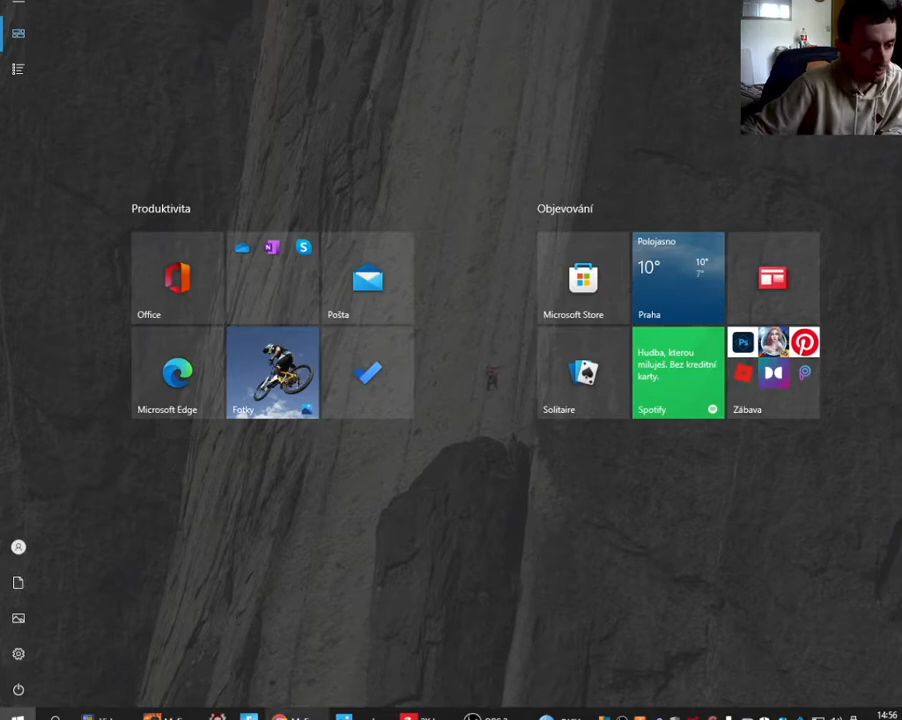 Produktivita
Objevování
Office
Pošta
Microsoft Edge
Fotky
Microsoft Store
Polojasno
10°
10°
7°
Praha
Solitaire
Hudba, kterou
miluješ. Bez kreditní
karty.
Spotify
Ps
Zábava
14:56